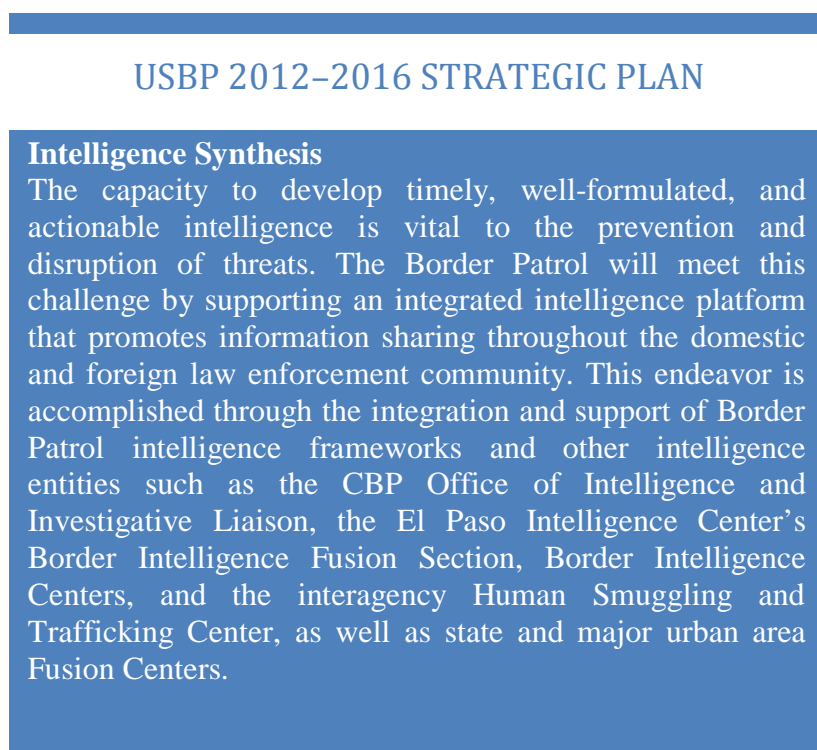 USBP 2012–2016 STRATEGIC PLAN
Intelligence Synthesis
The capacity to develop timely, well-formulated, and
actionable intelligence is vital to the prevention and
disruption of threats. The Border Patrol will meet this
challenge by supporting an integrated intelligence platform
that promotes information sharing throughout the domestic
and foreign law enforcement community. This endeavor is
accomplished through the integration and support of Border
Patrol intelligence frameworks and other intelligence
entities such as the CBP Office of Intelligence and
Investigative Liaison, the El Paso Intelligence Center’s
Border Intelligence Fusion Section, Border Intelligence
Centers, and the interagency Human Smuggling and
Trafficking Center, as well as state and major urban area
Fusion Centers.